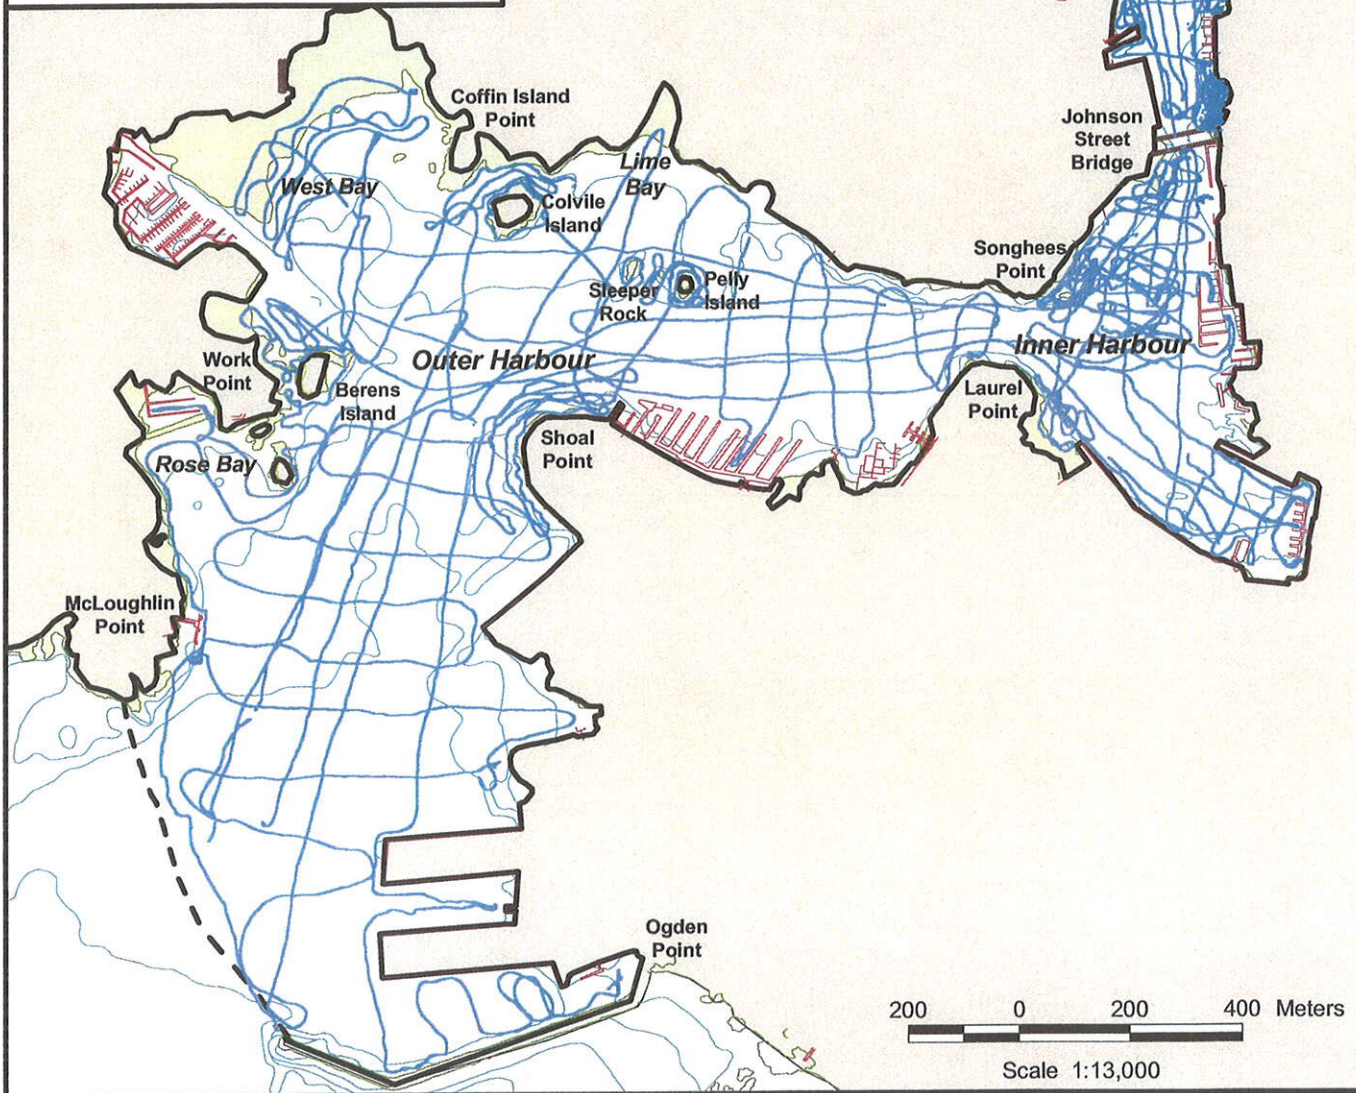 Coffin Island
Point
Johnson
Street
Bridge
Lime
Bay
West Bay
Colvile
Island
Songhees
Point
Sleeper
Rock
Pelly
Island
Outer Harbour
Inner Harbour
Work
Point
Berens
Island
Laurel
Point
Shoal
Point
Rose Bay
McLoughlin
Point
Ogden
Point
200 0 200 400 Meters
Scale 1:13,000